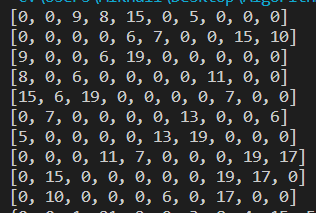 [0, 0, 9, 8, 15, 0, 5, 0, 0, 0]
[0, 0, 0, 0, 6, 7, 0, 0, 15, 10]
[9, 0, 0, 6, 19, 0, 0, 0, 0, 0]
[8, 0, 6, 0, 0, 0, 0, 11, 0, 0]
[15, 6, 19, 0, 0, 0, 0, 7, 0, 0]
[0, 7, 0, 0, 0, 0, 13, 0, 0, 6]
[5, 0, 0, 0, 0, 13, 19, 0, 0, 0]
[0, 0, 0, 11, 7, 0, 0, 0, 19, 17]
[0, 15, 0, 0, 0, 0, 0, 19, 17, 0]
[0, 10, 0, 0, 0, 6, 0, 17, 0, 0]